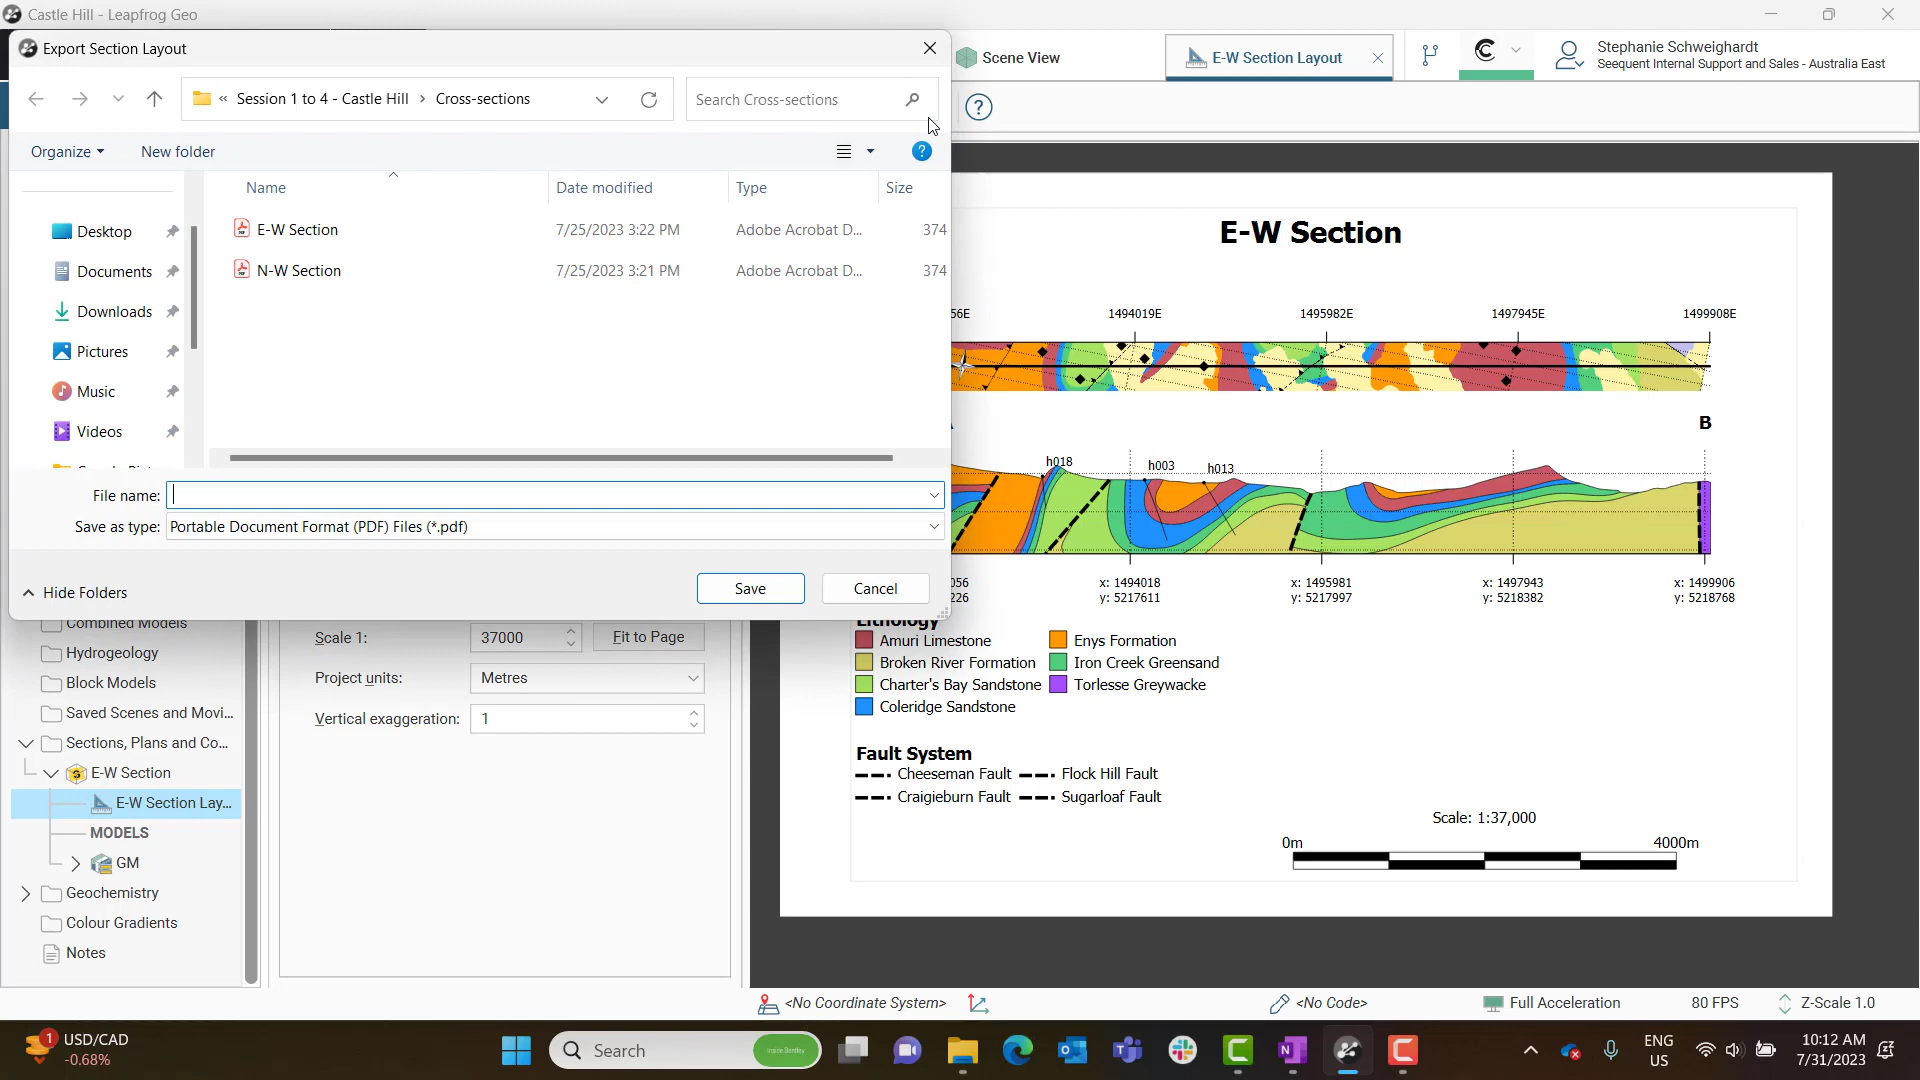 Castle Hill - Leapfrog Geo
Export Section Layout
« Session 1 to 4 - Castle Hill > Cross-sections
Search Cross-sections
Organize
New folder
Name
Date modified
Type
Size
E-W Section
7/25/2023 3:22 PM
Adobe Acrobat D...
374
N-W Section
7/25/2023 3:21 PM
Adobe Acrobat D...
374
Desktop
Documents
Downloads
Pictures
Music
Videos
File name:
Save as type:
Portable Document Format (PDF) Files (*.pdf)
Hide Folders
Save
Cancel
Scene View
E-W Section Layout
Stephanie Schweighardt
Seequent Internal Support and Sales - Australia East
E-W Section
56E
1494019E
1495982E
1497945E
1499908E
B
h018
h003
h013
056
226
x: 1494018
y: 5217611
x: 1495981
y: 5217997
x: 1497943
y: 5218382
x: 1499906
y: 5218768
Lithology
Amuri Limestone
Enys Formation
Broken River Formation
Iron Creek Greensand
Charter's Bay Sandstone
Torlesse Greywacke
Coleridge Sandstone
Fault System
Cheeseman Fault
Flock Hill Fault
Craigieburn Fault
Sugarloaf Fault
Scale: 1:37,000
0m
4000m
Combined Models
Hydrogeology
Block Models
Saved Scenes and Movi...
Sections, Plans and Co...
E-W Section
E-W Section Lay...
MODELS
GM
Geochemistry
Colour Gradients
Notes
Scale 1:
37000
Fit to Page
Project units:
Metres
Vertical exaggeration:
1
<No Coordinate System>
<No Code>
Full Acceleration
80 FPS
Z-Scale 1.0
1
USD/CAD
-0.68%
Search
Inside Bentley
ENG
US
10:12 AM
7/31/2023